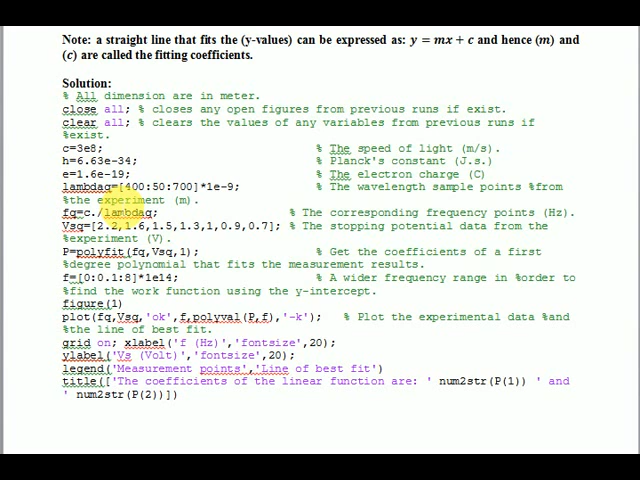 Note: a straight line that fits the (y-values) can be expressed as: y = mx + c and hence (m) and
(c) are called the fitting coefficients.
Solution:
% All dimension are in meter.
close all; % closes any open figures from previous runs if exist.
clear all; % clears the values of any variables from previous runs if
%exist.
c=3e8; % The speed of light (m/s).
h=6.63e-34; % Planck's constant (J.s.)
e=1.6e-19; % The electron charge (C)
lambdaq=[400:50:700]*1e-9; % The wavelength sample points %from
%the experiment (m).
fq=c./lambdaq; % The corresponding frequency points (Hz).
Vsq=[2.2,1.6,1.5,1.3,1,0.9,0.7]; % The stopping potential data from the
%experiment (V).
P=polyfit(fq,Vsq,1); % Get the coefficients of a first
%degree polynomial that fits the measurement results.
f=[0:0.1:8]*1e14; % A wider frequency range in %order to
%find the work function using the y-intercept.
figure(1)
plot(fq,Vsq,'ok',f,polyval(P,f),'-k'); % Plot the experimental data %and
%the line of best fit.
grid on; xlabel('f (Hz)','fontsize',20);
ylabel('Vs (Volt)','fontsize',20);
legend('Measurement points','Line of best fit')
title(['The coefficients of the linear function are: ' num2str(P(1)) ' and
' num2str(P(2))])